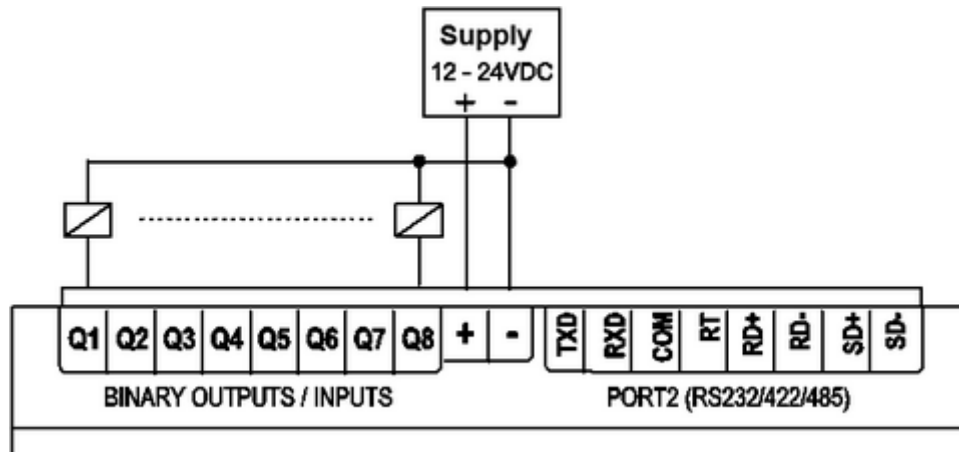 Supply
12 - 24VDC
+ -
Q1 Q2 Q3 Q4 Q5 Q6 Q7 Q8 + - TXD RXD COM RT RD+ RD- SD+ SD-
BINARY OUTPUTS / INPUTS PORT2 (RS232/422/485)